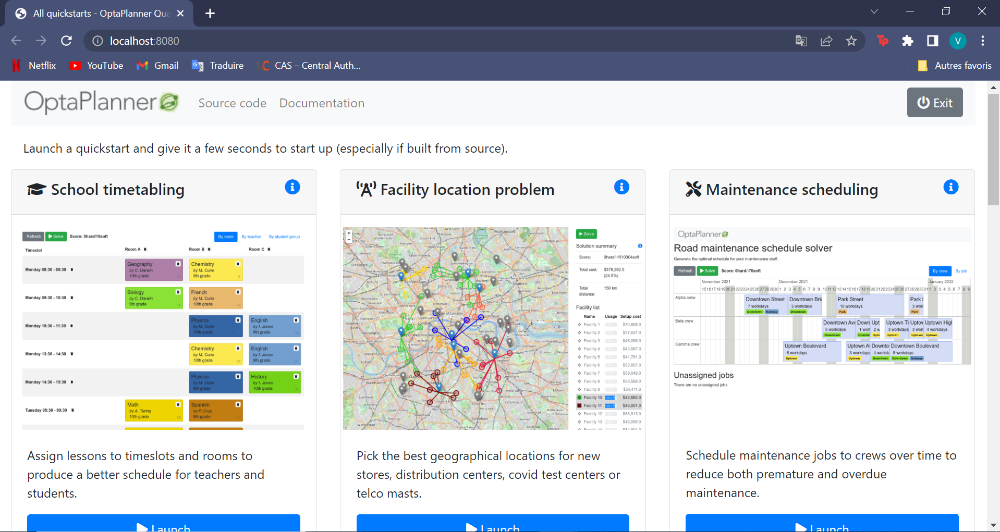 All quickstarts - OptaPlanner Qua
localhost:8080
Netflix
YouTube
Gmail
Traduire
CAS – Central Auth...
Autres favoris
OptaPlanner
Source code
Documentation
Exit
Launch a quickstart and give it a few seconds to start up (especially if built from source).
School timetabling
Refresh
Solve
Score: 0hard/10soft
By room
By teacher
By student group
Timeslot
Room A
Room B
Room C
Monday 08:30 - 09:30
Geography
by C. Darwin
10th grade
Chemistry
by M. Curie
9th grade
Monday 09:30 - 10:30
Biology
by C. Darwin
9th grade
French
by M. Curie
10th grade
Monday 10:30 - 11:30
Physics
by M. Curie
10th grade
English
by I. Jones
9th grade
Monday 13:30 - 14:30
Chemistry
by M. Curie
10th grade
English
by I. Jones
9th grade
Monday 14:30 - 15:30
Physics
by M. Curie
9th grade
History
by I. Jones
10th grade
Tuesday 08:30 - 09:30
Math
by A. Turing
10th grade
Spanish
by P. Cruz
9th grade
Assign lessons to timeslots and rooms to
produce a better schedule for teachers and
students.
Launch
Facility location problem
Solve
Solution summary
Score: 0hard/-1510304soft
Total cost: $378,262.0
(24.5%)
Total 150 km
distance:
Facility list
Name Usage Setup cost
Facility 1 $70,809.0
Facility 2 $57,637.0
Facility 3 $46,099.0
Facility 4 $43,567.0
Facility 5 $41,761.0
Facility 6 $52,607.0
Facility 7 $59,049.0
Facility 8 $58,568.0
Facility 9 $54,411.0
Facility 10 $42,682.0
Facility 11 $46,001.0
Facility 12 $58,913.0
Facility 13 $46,095.0
Pick the best geographical locations for new
stores, distribution centers, covid test centers or
telco masts.
Launch
Maintenance scheduling
OptaPlanner
Road maintenance schedule solver
Generate the optimal schedule for your maintenance staff.
Refresh
Solve
Score: 0hard/-70soft
By crew
By job
November 2021
December 2021
January 2022
Alpha crew
Downtown Street
7 workdays
Downtown
Subway
Downtown Bri
5 workdays
Downtown
Park Street
10 workdays
Park
Park
3 wor
Park
Beta crew
Downtown Ave
5 workdays
Downtown
Down
1 wor
Upt
2 w
Uptown
3 workdays
Uptown
Uptov
3 wor
Uptown
Uptown Higl
4 workdays
Uptown
Gamma crew
Uptown Boulevard
8 workdays
Uptown
Uptown A
3 workdays
Uptown
Downto
4 workda
Downtown
Downtown Boulevard
9 workdays
Downtown
Subway
Unassigned jobs
There are no unassigned jobs.
Schedule maintenance jobs to crews over time to
reduce both premature and overdue
maintenance.
Launch